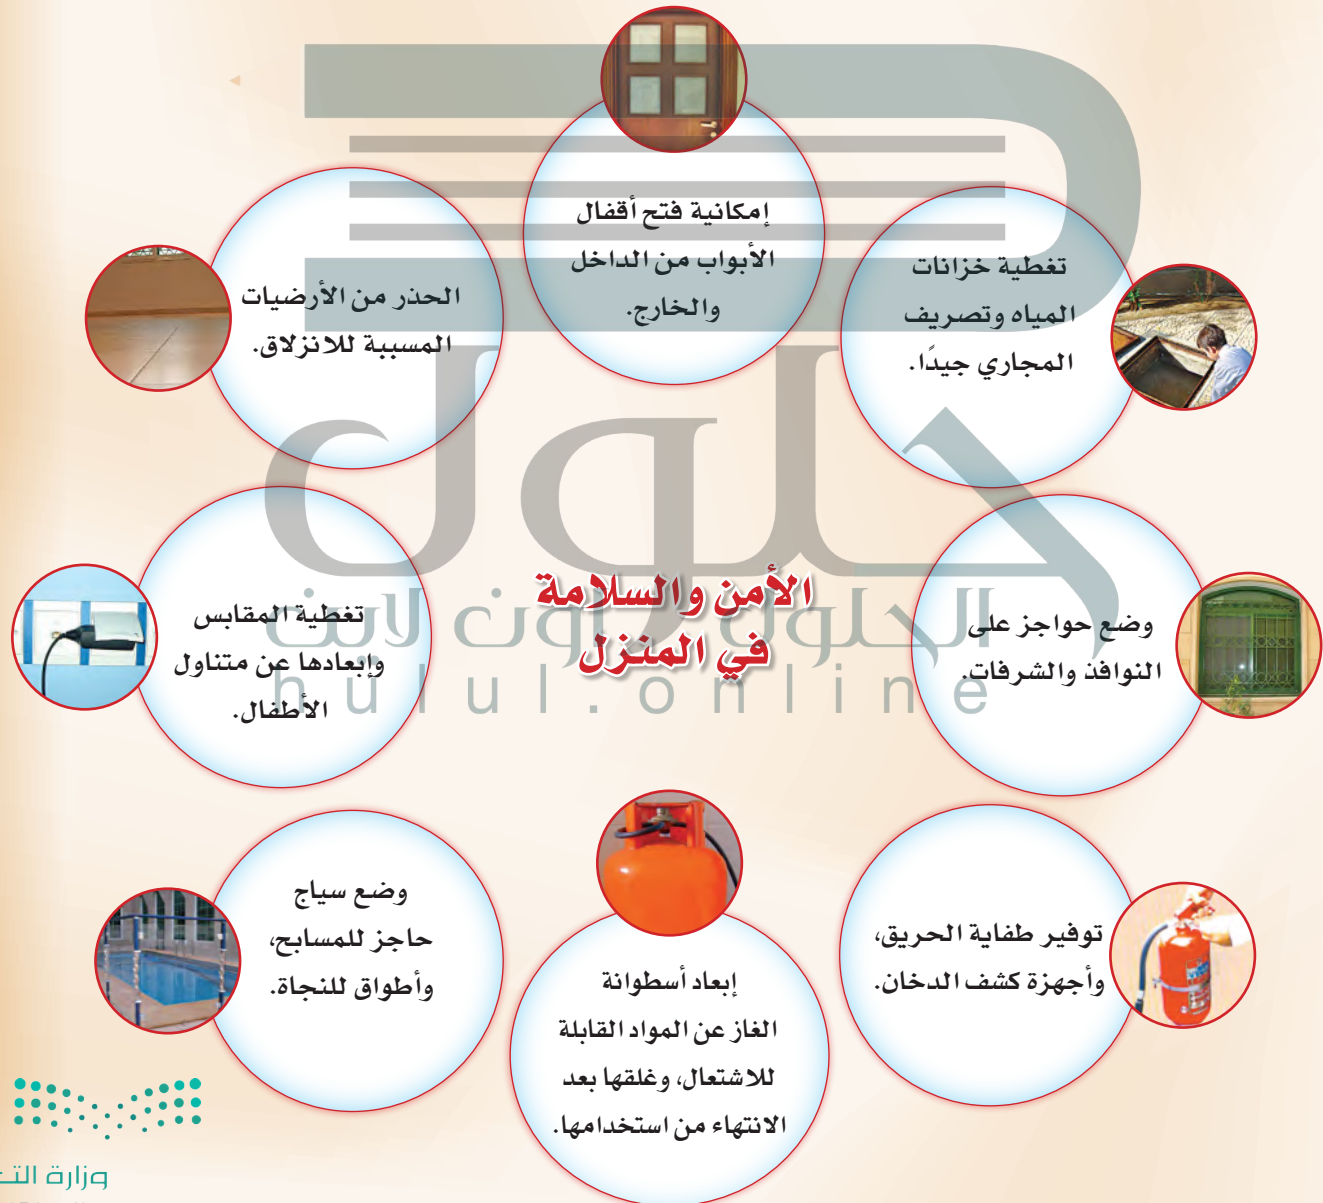 إمكانية فتح أقفال
الأبواب من الداخل
والخارج.
تغطية خزانات
المياه وتصريف
المجاري جيدًا.
الحذر من الأرضيات
المسببة للانزلاق.
وضع حواجز على
النوافذ والشرفات.
الأمن والسلامة
في المنزل
تغطية المقابس
وإبعادها عن متناول
الأطفال.
توفير طفاية الحريق،
وأجهزة كشف الدخان.
إبعاد أسطوانة
الغاز عن المواد القابلة
للاشتعال، وغلقها بعد
الانتهاء من استخدامها.
وضع سياج
حاجز للمسابح،
وأطواق للنجاة.
حلول
الحلول اون لاين
hulul.online
وزارة التـ